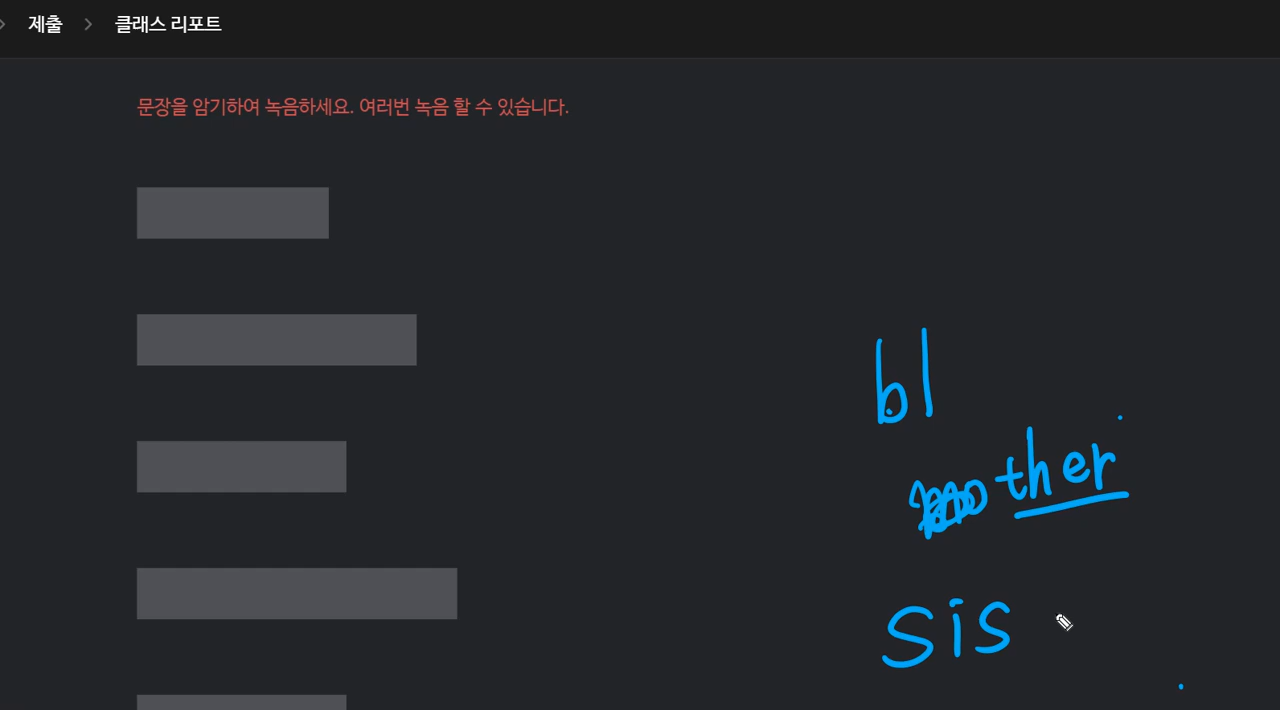 제출 > 클래스 리포트
문장을 암기하여 녹음하세요. 여러번 녹음 할 수 있습니다.
bl
other
sis